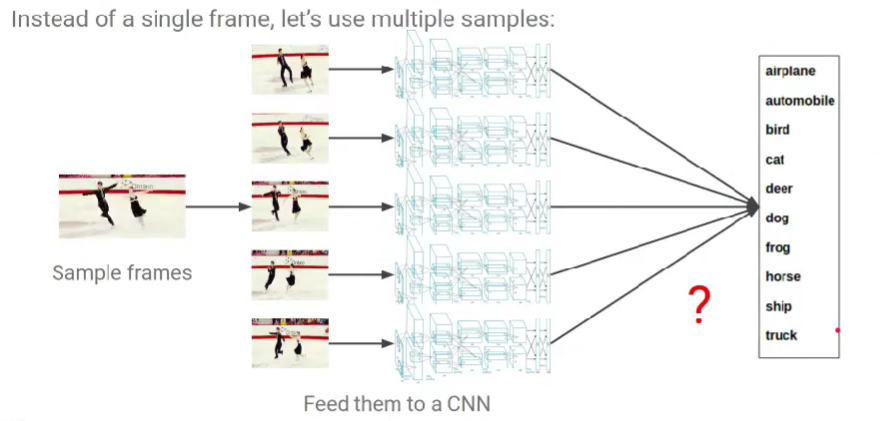 Instead of a single frame, let's use multiple samples:
Sample frames
Feed them to a CNN
?
airplane
automobile
bird
cat
deer
dog
frog
horse
ship
truck